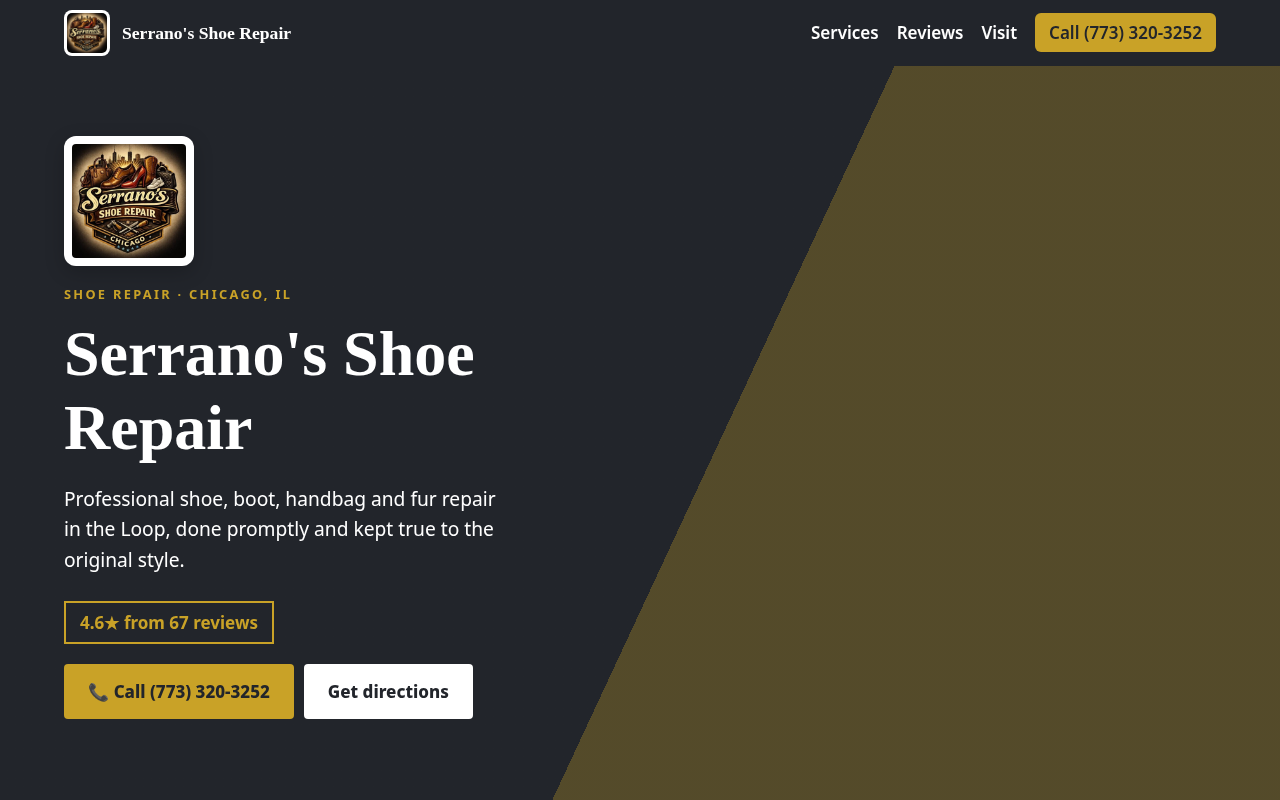 Serrano's Shoe Repair
Services
Reviews
Visit
Call (773) 320-3252
Serrano's
SHOE REPAIR
CHICAGO
SHOE REPAIR · CHICAGO, IL
Serrano's Shoe
Repair
Professional shoe, boot, handbag and fur repair
in the Loop, done promptly and kept true to the
original style.
4.6★ from 67 reviews
📞 Call (773) 320-3252
Get directions